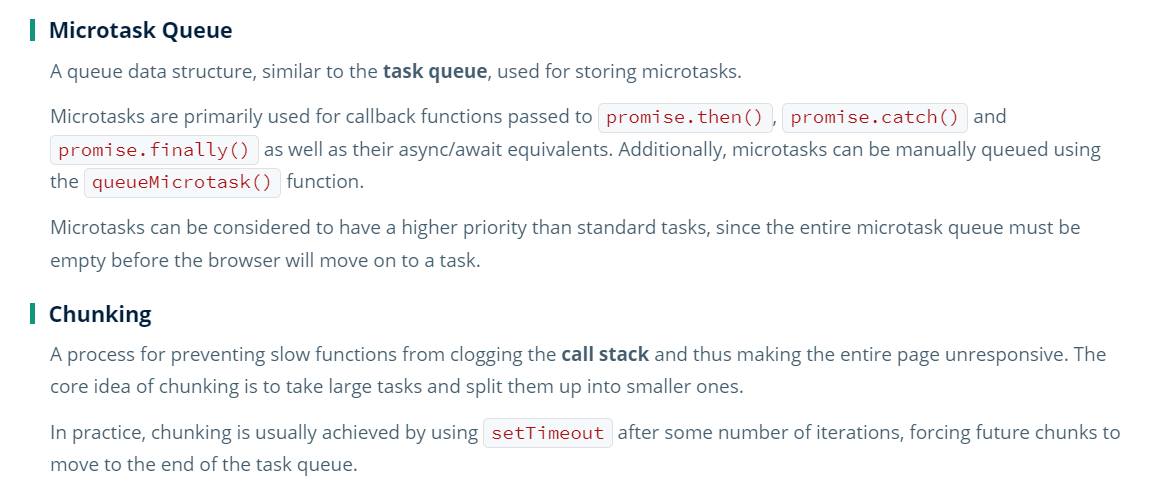 Microtask Queue
A queue data structure, similar to the task queue, used for storing microtasks.
Microtasks are primarily used for callback functions passed to promise.then(), promise.catch() and
promise.finally() as well as their async/await equivalents. Additionally, microtasks can be manually queued using
the queueMicrotask() function.
Microtasks can be considered to have a higher priority than standard tasks, since the entire microtask queue must be
empty before the browser will move on to a task.
Chunking
A process for preventing slow functions from clogging the call stack and thus making the entire page unresponsive. The
core idea of chunking is to take large tasks and split them up into smaller ones.
In practice, chunking is usually achieved by using setTimeout after some number of iterations, forcing future chunks to
move to the end of the task queue.